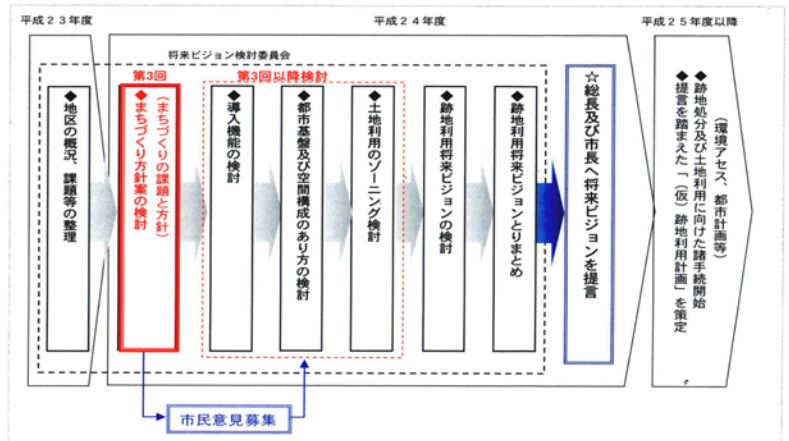 平成23年度
平成24年度
平成25年度以降
将来ビジョン検討委員会
第3回
第3回以降検討
◆地区の概況、課題等の整理
◆まちづくり方針案の検討
(まちづくりの課題と方針)
◆導入機能の検討
◆都市基盤及び空間構成のあり方の検討
◆土地利用のゾーニング検討
◆跡地利用将来ビジョンの検討
◆跡地利用将来ビジョンとりまとめ
☆総長及び市長へ将来ビジョンを提言
◆提言を踏まえた「(仮)跡地利用計画」を策定
◆跡地処分及び土地利用に向けた諸手続開始
(環境アセス、都市計画等)
市民意見募集